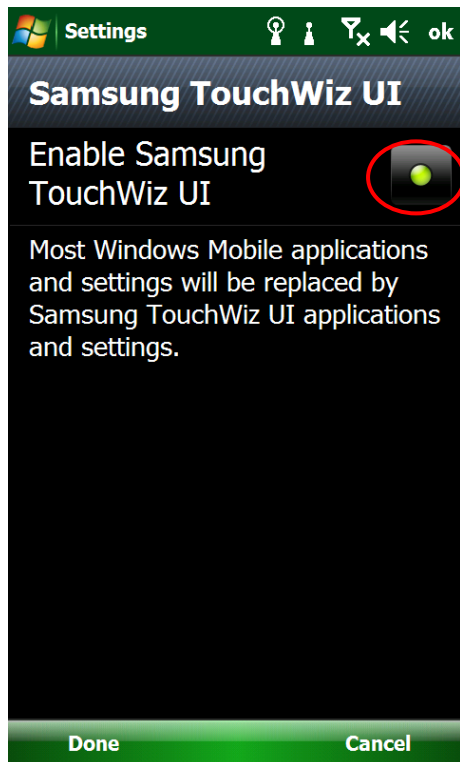 Settings
ok
Samsung TouchWiz UI
Enable Samsung
TouchWiz UI
Most Windows Mobile applications
and settings will be replaced by
Samsung TouchWiz UI applications
and settings.
Done Cancel